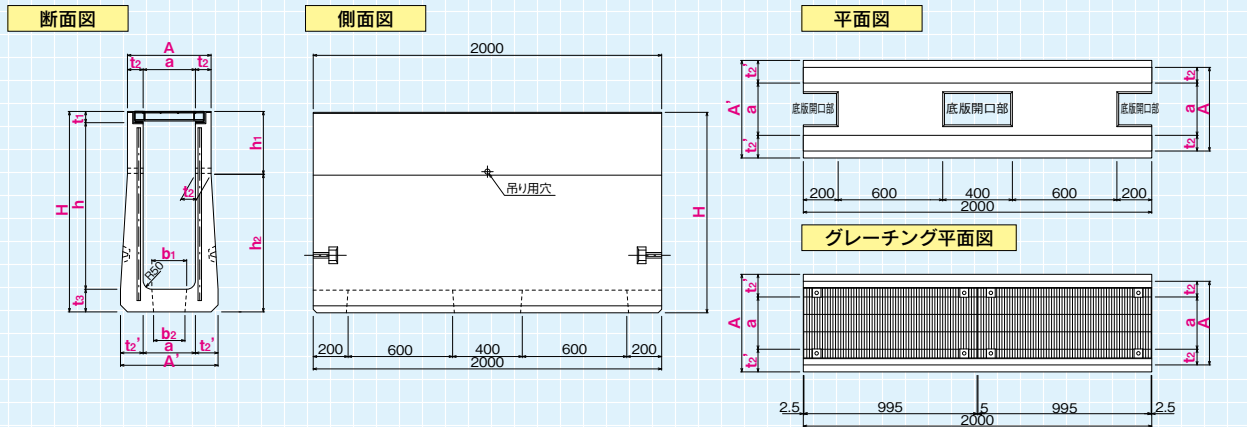 断面図
A
t2 a t2
t1
h1
H
h
t2
h2
b1
R50
t3
b2
t2' a t2'
A'
側面図
2000
吊り用穴
H
200 600 400 600 200
2000
平面図
t2'
A' a
t2'
底版開口部 底版開口部 底版開口部
t2
a A
t2
200 600 400 600 200
2000
グレーチング平面図
t2'
A a
t2'
t2
a A
t2
2.5 995 5 995 2.5
2000